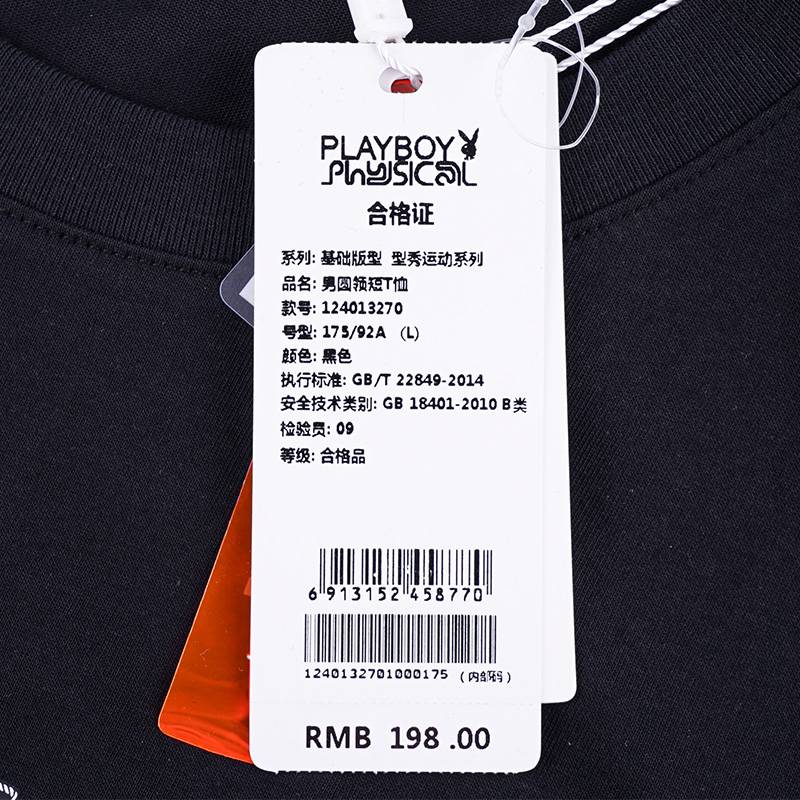 PLAYBOY
Physical
合格证
系列: 基础版型 型秀运动系列
品名: 男圆领短T恤
款号: 124013270
号型: 175/92A (L)
颜色: 黑色
执行标准: GB/T 22849-2014
安全技术类别: GB 18401-2010 B类
检验员: 09
等级: 合格品
6 913152 458770
1240132701000175 (内部码)
RMB 198 .00